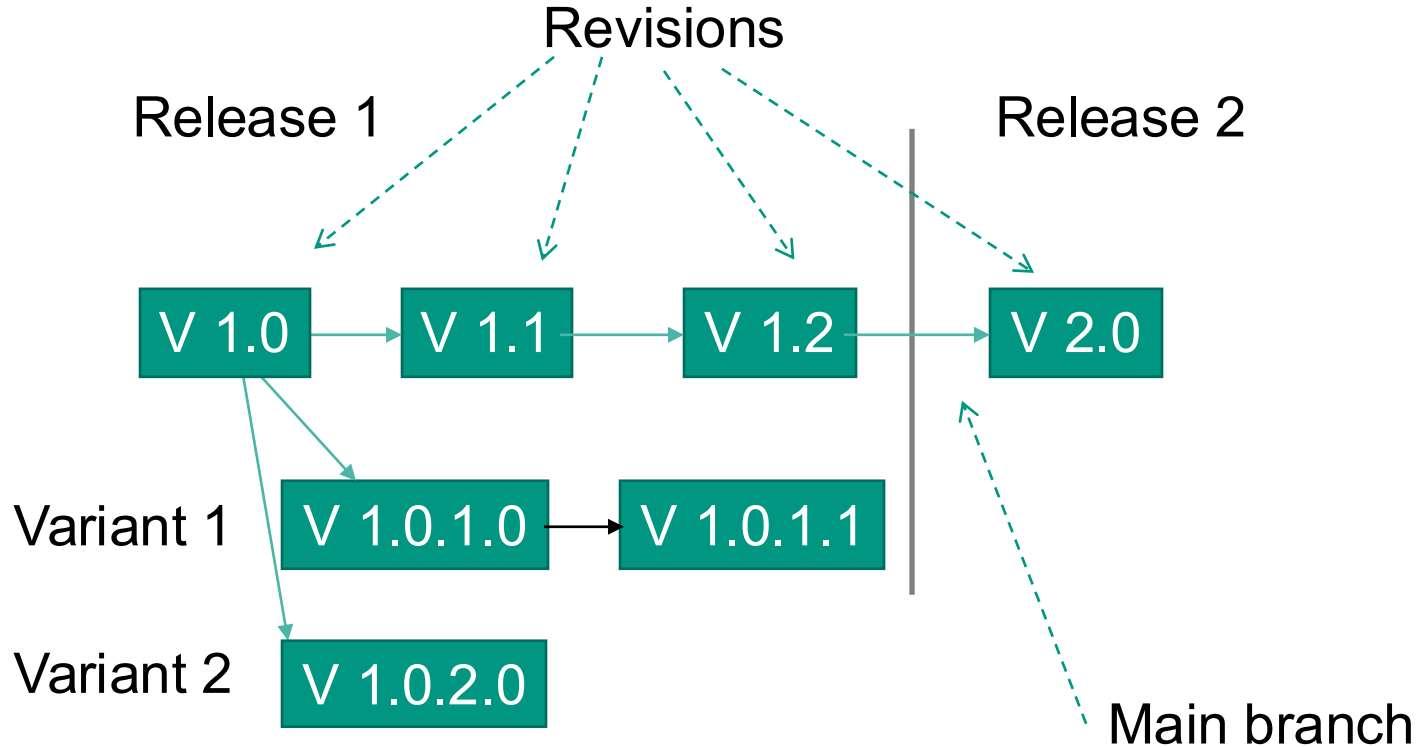 Revisions
Release 1
Release 2
V 1.0
V 1.1
V 1.2
V 2.0
Variant 1
V 1.0.1.0
V 1.0.1.1
Variant 2
V 1.0.2.0
Main branch